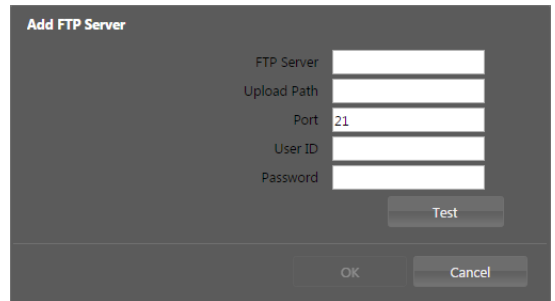 Add FTP Server
FTP Server
Upload Path
Port 21
User ID
Password
Test
OK Cancel